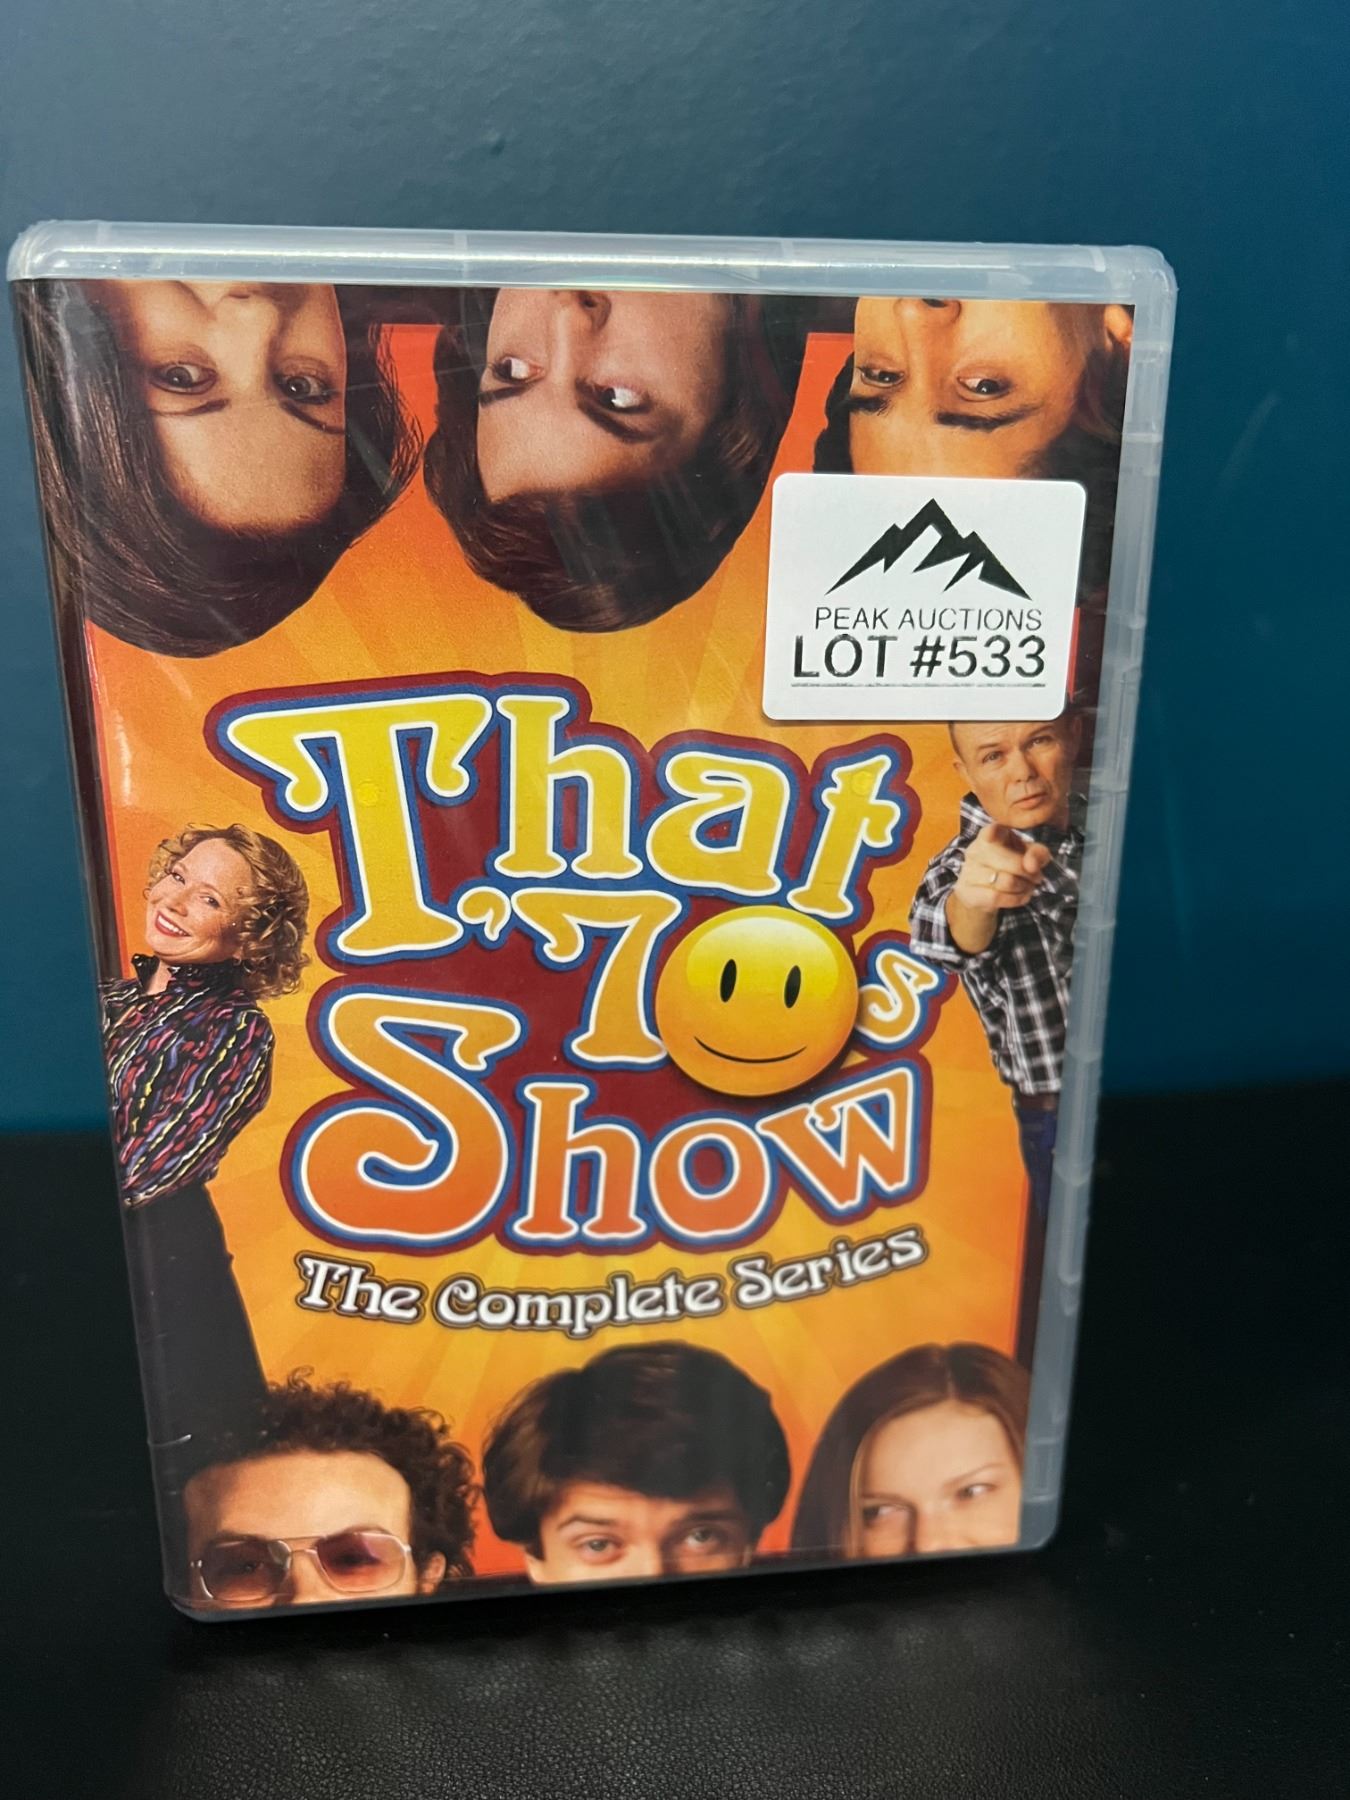 PEAK AUCTIONS
LOT #533
That
'70s
Show
The Complete Series